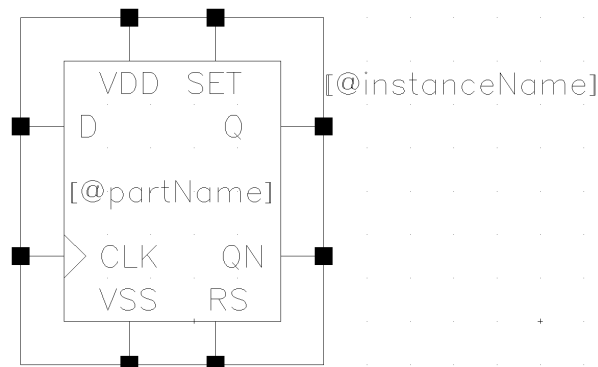 VDD SET
[@instanceName]
D Q
[@partName]
CLK QN
VSS RS